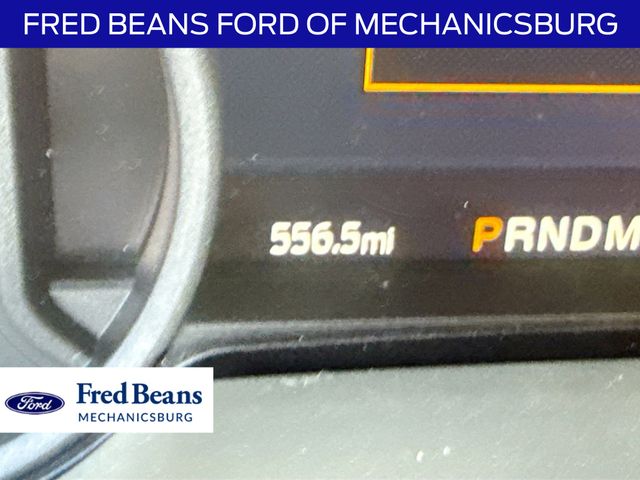 FRED BEANS FORD OF MECHANICSBURG
556.5mi
PRNDM
Ford
Fred Beans
MECHANICSBURG